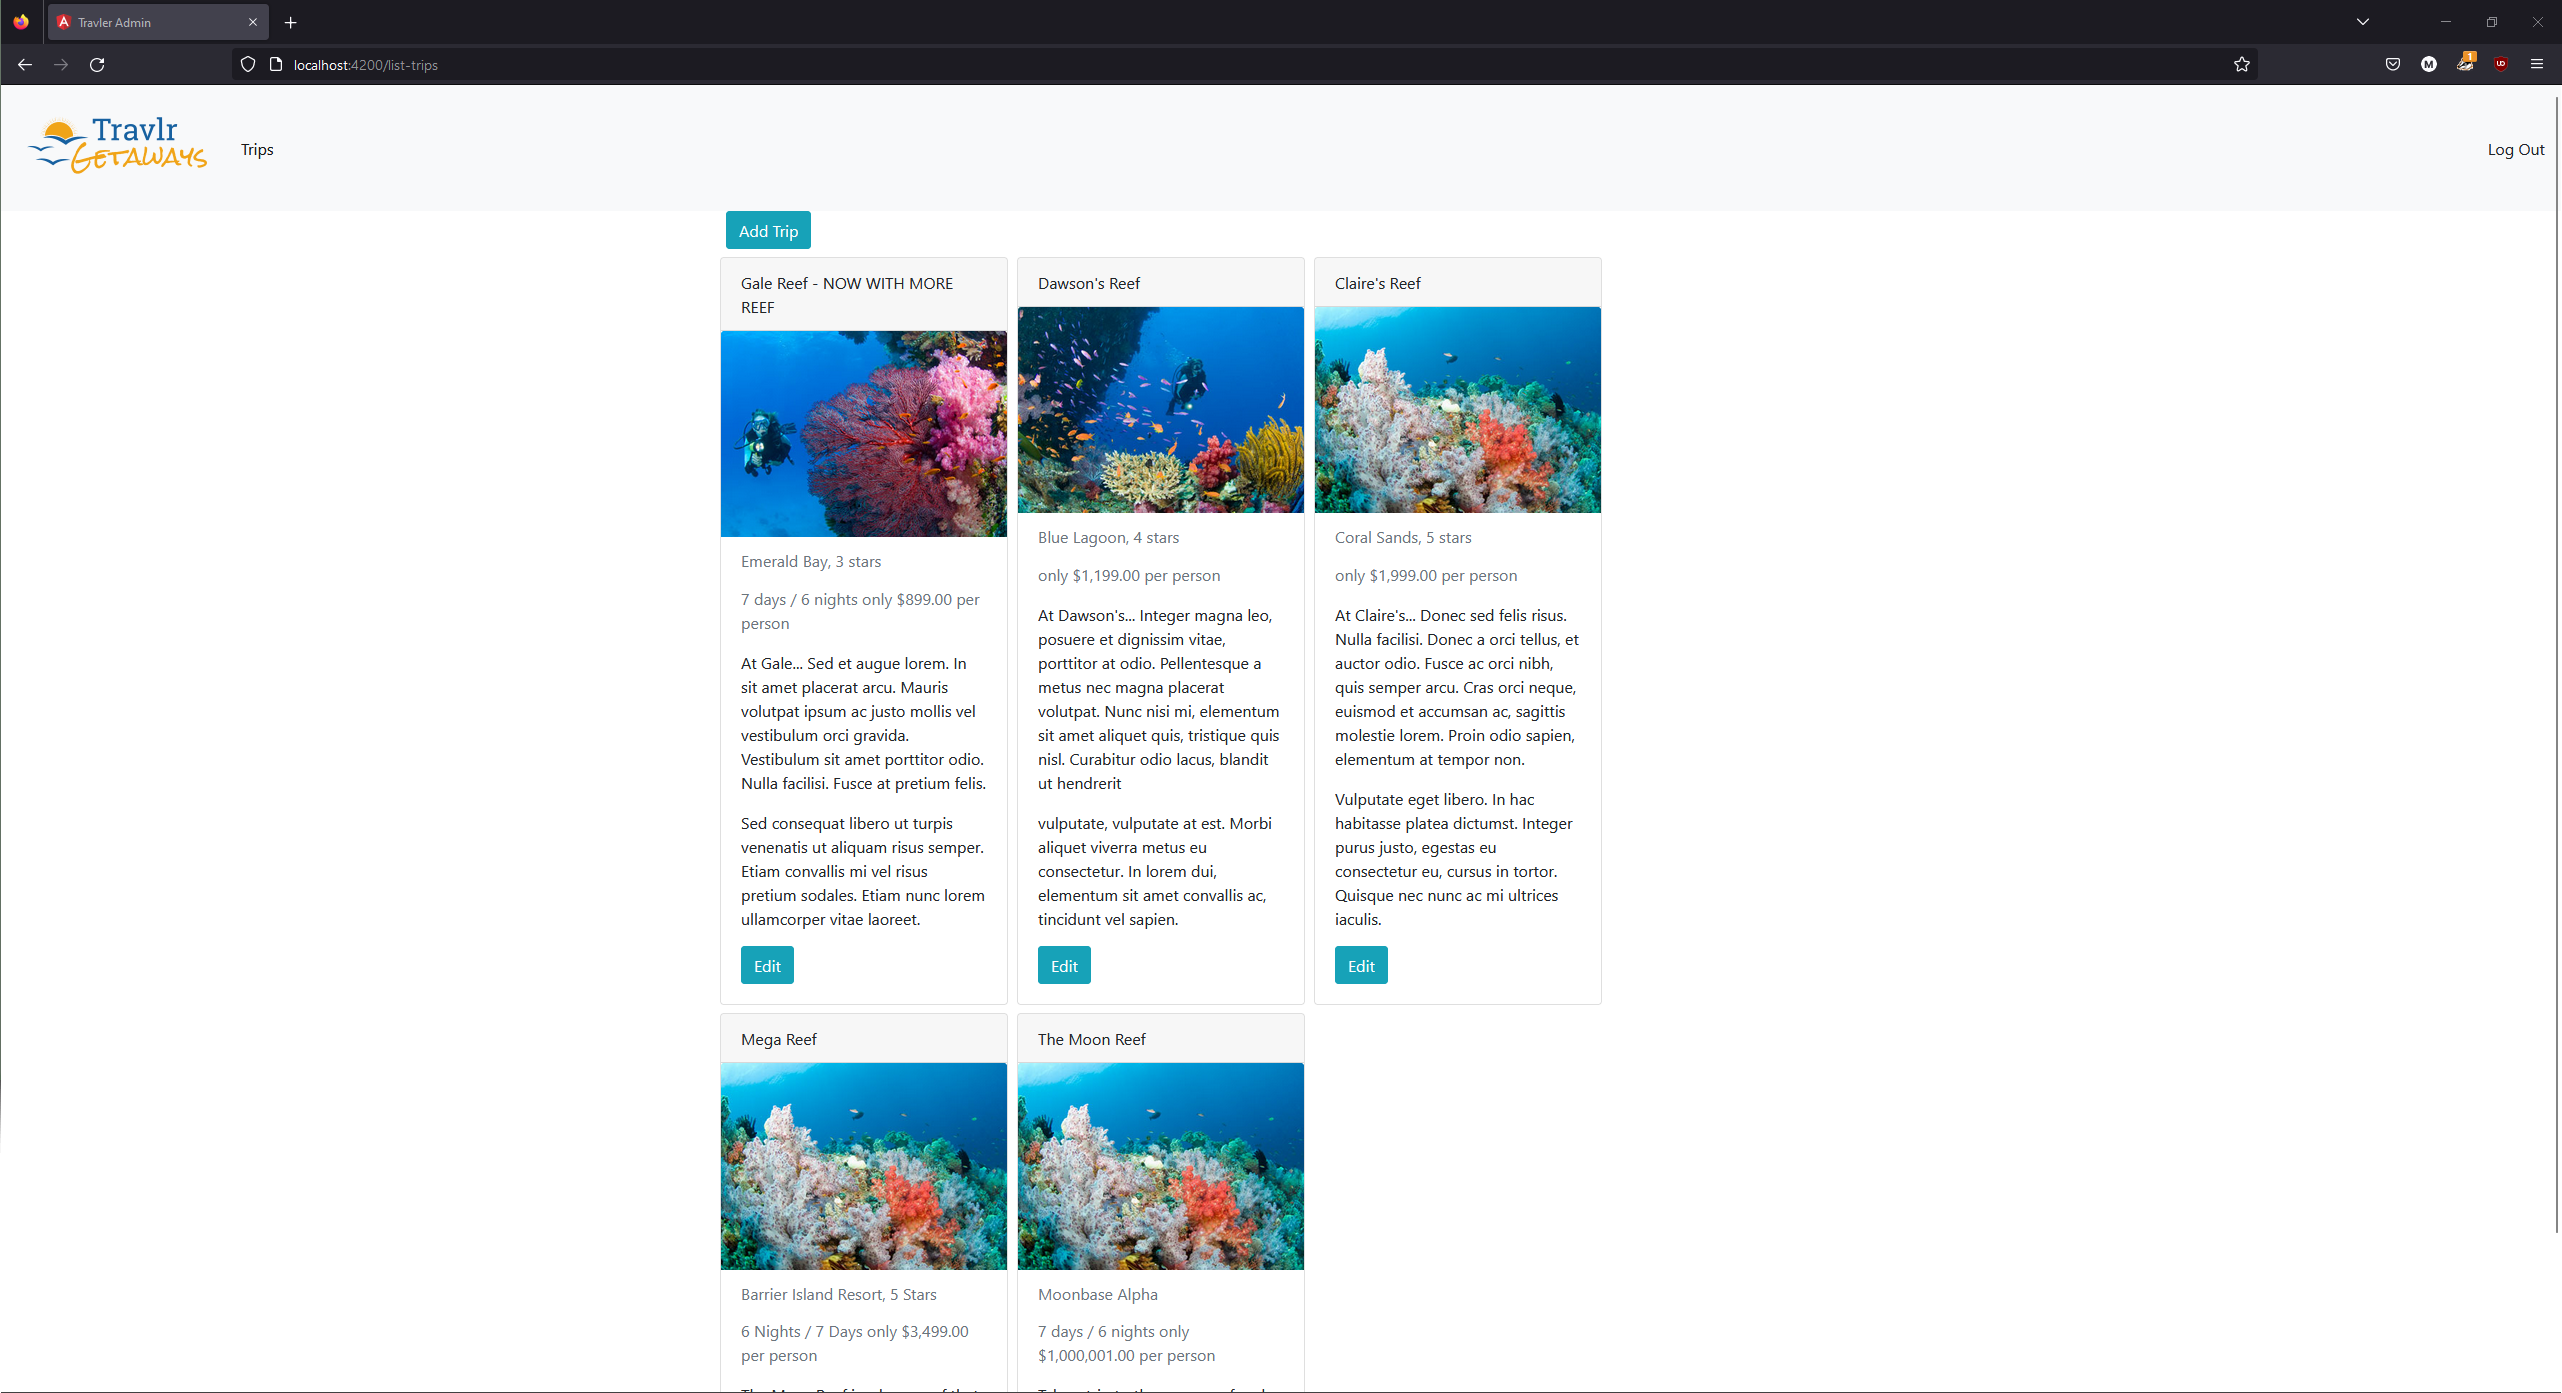 Travler Admin
localhost:4200/list-trips
1
Travlr
Getaways
Trips
Log Out
Add Trip
Gale Reef - NOW WITH MORE
REEF
Emerald Bay, 3 stars
7 days / 6 nights only $899.00 per
person
At Gale... Sed et augue lorem. In
sit amet placerat arcu. Mauris
volutpat ipsum ac justo mollis vel
vestibulum orci gravida.
Vestibulum sit amet porttitor odio.
Nulla facilisi. Fusce at pretium felis.
Sed consequat libero ut turpis
venenatis ut aliquam risus semper.
Etiam convallis mi vel risus
pretium sodales. Etiam nunc lorem
ullamcorper vitae laoreet.
Edit
Dawson's Reef
Blue Lagoon, 4 stars
only $1,199.00 per person
At Dawson's... Integer magna leo,
posuere et dignissim vitae,
porttitor at odio. Pellentesque a
metus nec magna placerat
volutpat. Nunc nisi mi, elementum
sit amet aliquet quis, tristique quis
nisl. Curabitur odio lacus, blandit
ut hendrerit
vulputate, vulputate at est. Morbi
aliquet viverra metus eu
consectetur. In lorem dui,
elementum sit amet convallis ac,
tincidunt vel sapien.
Edit
Claire's Reef
Coral Sands, 5 stars
only $1,999.00 per person
At Claire's... Donec sed felis risus.
Nulla facilisi. Donec a orci tellus, et
auctor odio. Fusce ac orci nibh,
quis semper arcu. Cras orci neque,
euismod et accumsan ac, sagittis
molestie lorem. Proin odio sapien,
elementum at tempor non.
Vulputate eget libero. In hac
habitasse platea dictumst. Integer
purus justo, egestas eu
consectetur eu, cursus in tortor.
Quisque nec nunc ac mi ultrices
iaculis.
Edit
Mega Reef
Barrier Island Resort, 5 Stars
6 Nights / 7 Days only $3,499.00
per person
The Moon Reef
Moonbase Alpha
7 days / 6 nights only
$1,000,001.00 per person